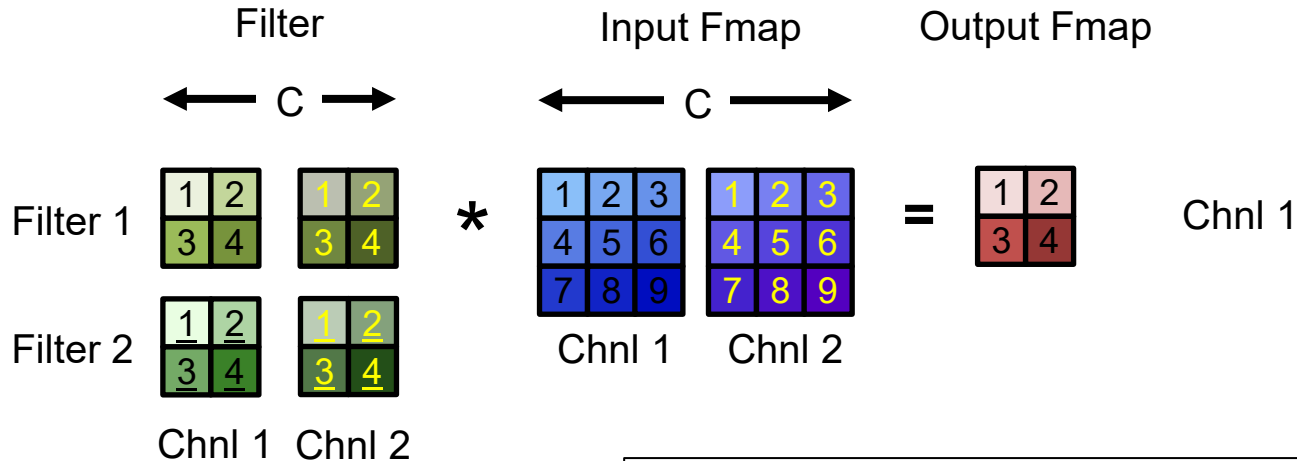 Filter Input Fmap Output Fmap
C C
1 2 1 2 1 2 3 1 2 3 1 2
Filter 1 * = Chnl 1
3 4 3 4 4 5 6 4 5 6 3 4
7 8 9 7 8 9
1 2 1 2
Filter 2 Chnl 1 Chnl 2
3 4 3 4
Chnl 1 Chnl 2